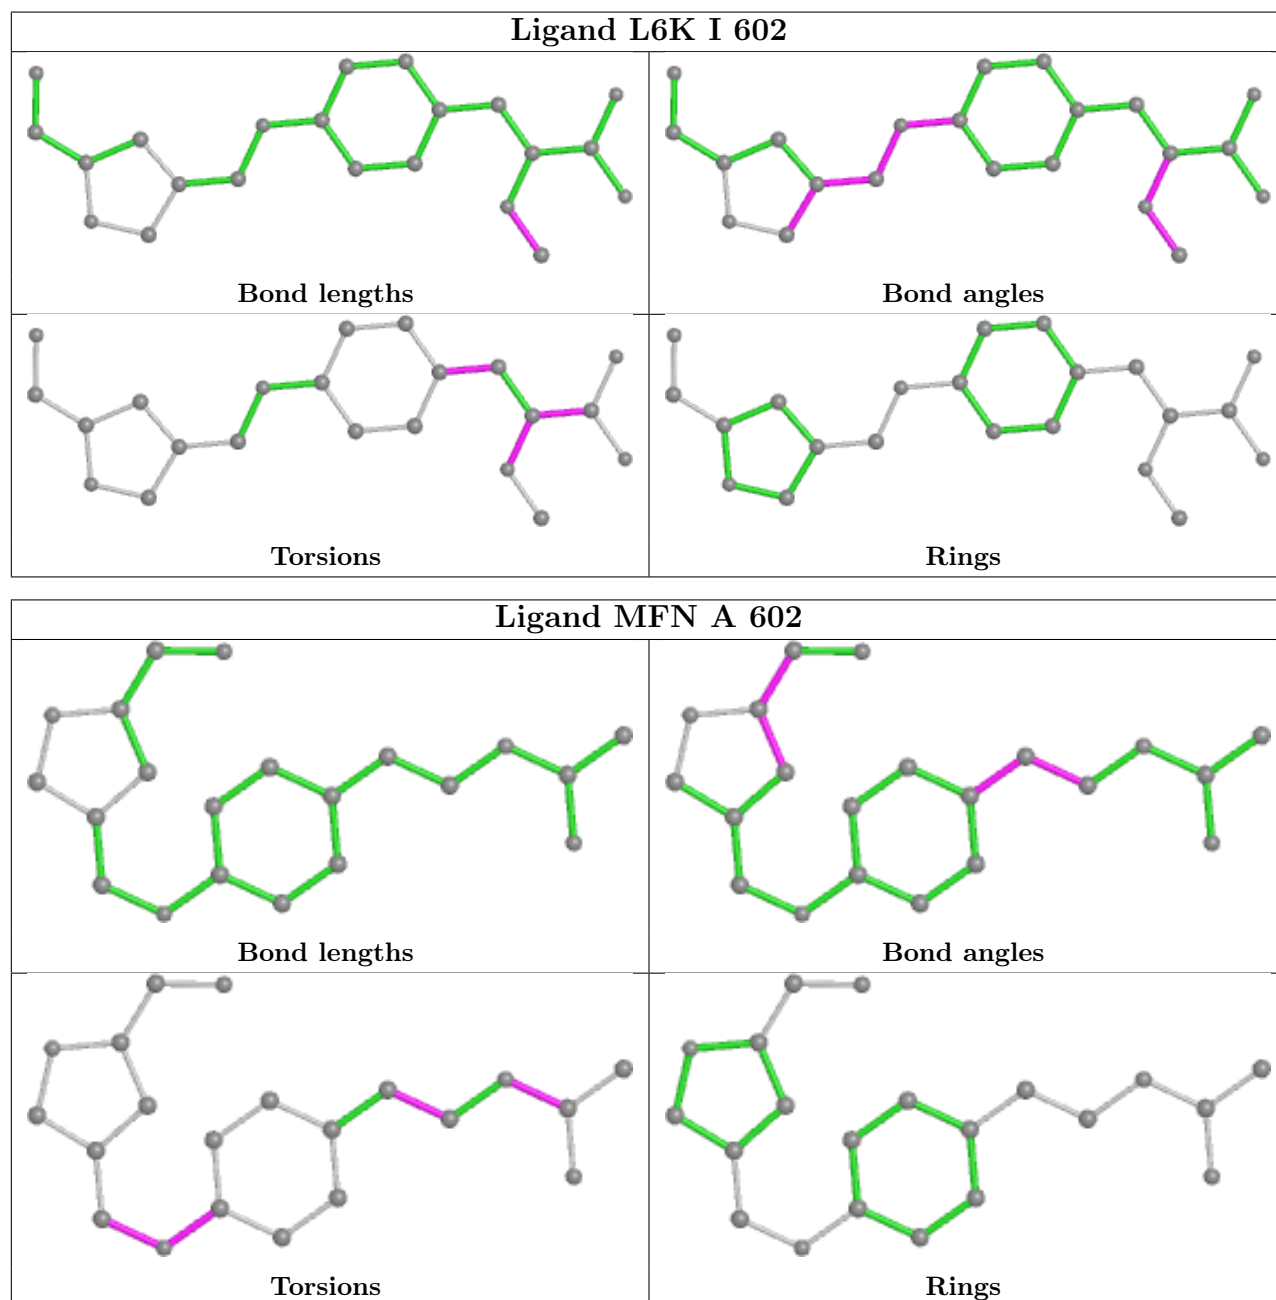 Ligand L6K I 602
Bond lengths
Bond angles
Torsions
Rings
Ligand MFN A 602
Bond lengths
Bond angles
Torsions
Rings